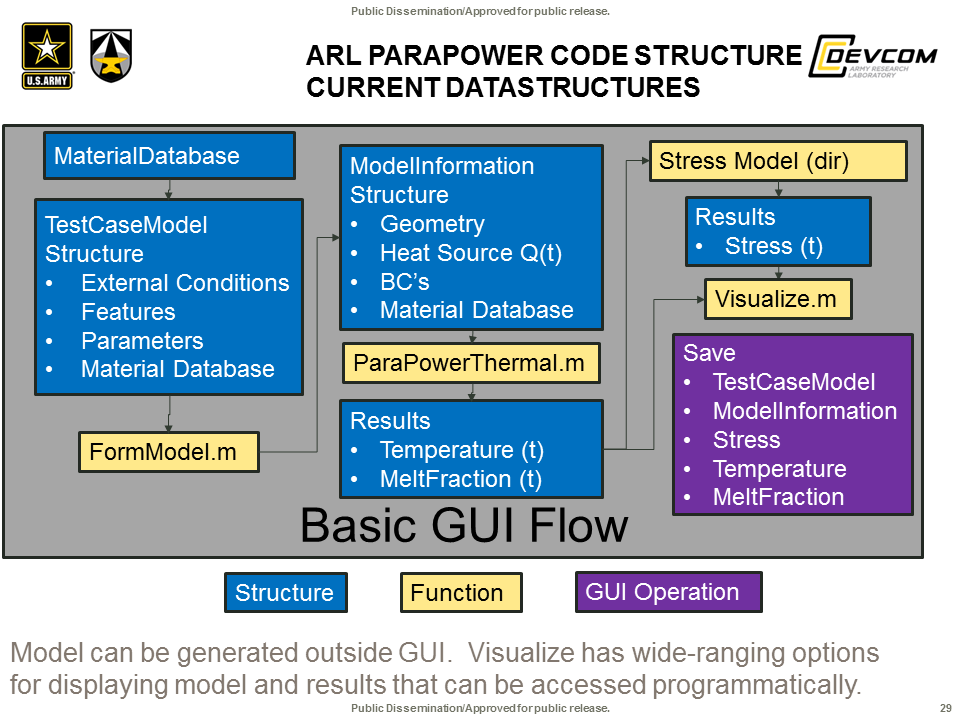 Public Dissemination/Approved for public release.
U.S.ARMY
ARL PARAPOWER CODE STRUCTURE
CURRENT DATASTRUCTURES
DEVCOM
ARMY RESEARCH
LABORATORY
MaterialDatabase
TestCaseModel
Structure
• External Conditions
• Features
• Parameters
• Material Database
FormModel.m
ModelInformation
Structure
• Geometry
• Heat Source Q(t)
• BC’s
• Material Database
ParaPowerThermal.m
Results
• Temperature (t)
• MeltFraction (t)
Stress Model (dir)
Results
• Stress (t)
Visualize.m
Save
• TestCaseModel
• ModelInformation
• Stress
• Temperature
• MeltFraction
Basic GUI Flow
Structure
Function
GUI Operation
Model can be generated outside GUI. Visualize has wide-ranging options
for displaying model and results that can be accessed programmatically.
Public Dissemination/Approved for public release.
29